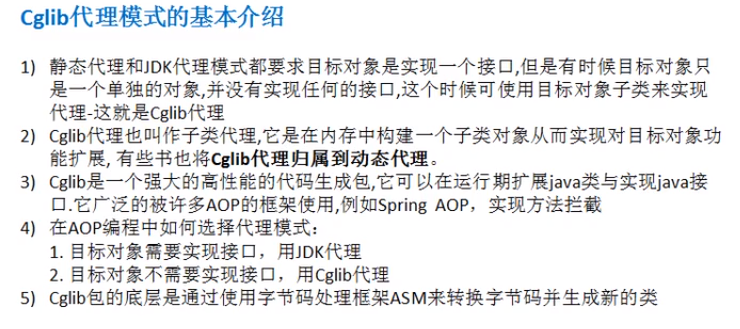 Cglib代理模式的基本介绍
1) 静态代理和JDK代理模式都要求目标对象是实现一个接口,但是有时候目标对象只
是一个单独的对象,并没有实现任何的接口,这个时候可使用目标对象子类来实现
代理-这就是Cglib代理
2) Cglib代理也叫作子类代理,它是在内存中构建一个子类对象从而实现对目标对象功
能扩展, 有些书也将Cglib代理归属到动态代理。
3) Cglib是一个强大的高性能的代码生成包,它可以在运行期扩展java类与实现java接
口.它广泛的被许多AOP的框架使用,例如Spring AOP，实现方法拦截
4) 在AOP编程中如何选择代理模式：
1. 目标对象需要实现接口，用JDK代理
2. 目标对象不需要实现接口，用Cglib代理
5) Cglib包的底层是通过使用字节码处理框架ASM来转换字节码并生成新的类